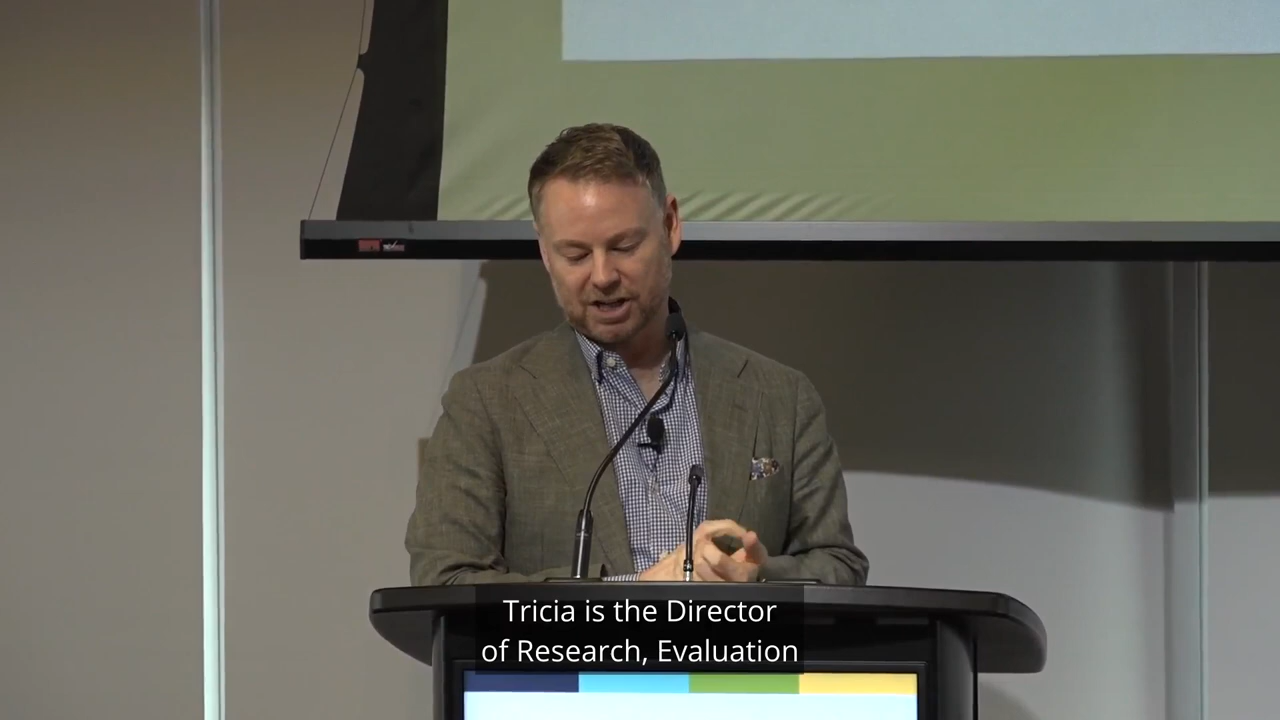 Tricia is the Director
of Research, Evaluation